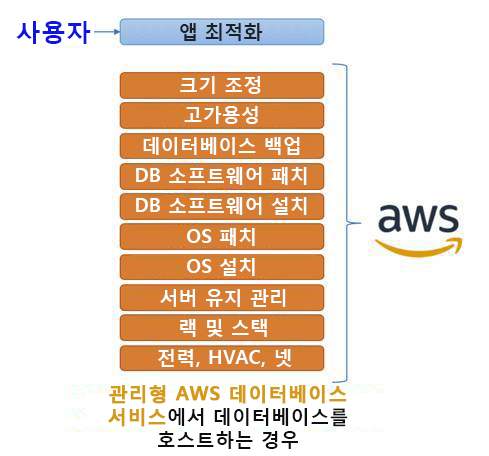 사용자
앱 최적화
크기 조정
고가용성
데이터베이스 백업
DB 소프트웨어 패치
DB 소프트웨어 설치
OS 패치
OS 설치
서버 유지 관리
랙 및 스택
전력, HVAC, 넷
aws
관리형 AWS 데이터베이스
서비스에서 데이터베이스를
호스트하는 경우